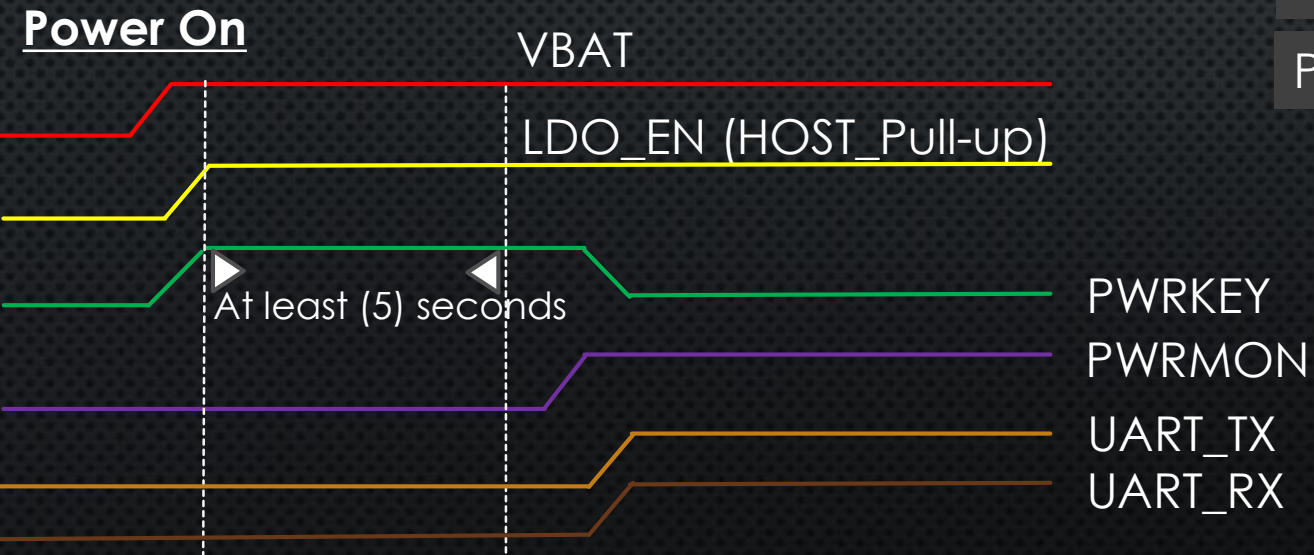 Power On
VBAT
P
LDO_EN (HOST_Pull-up)
At least (5) seconds
PWRKEY
PWRMON
UART_TX
UART_RX